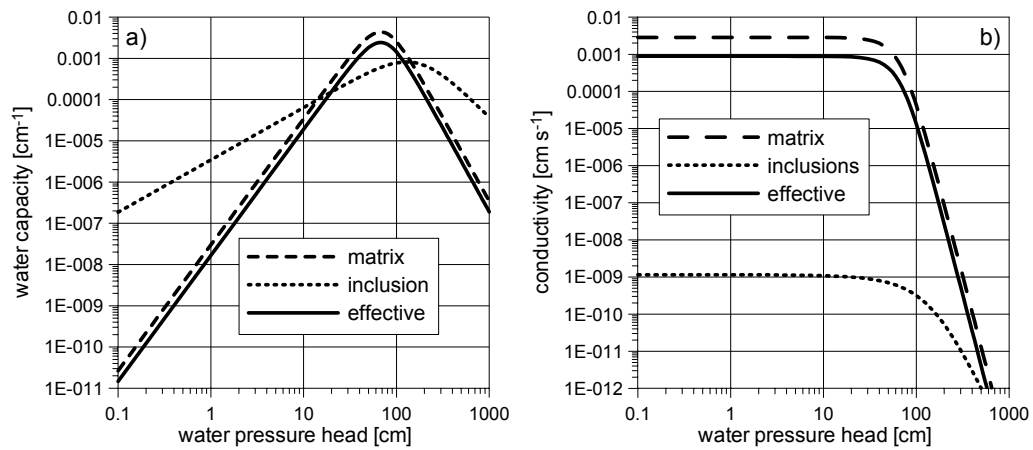 a)
water capacity [cm-1]
0.01
0.001
0.0001
1E-005
1E-006
1E-007
1E-008
1E-009
1E-010
1E-011
matrix
inclusion
effective
0.1 1 10 100 1000
water pressure head [cm]
b)
conductivity [cm s-1]
0.01
0.001
0.0001
1E-005
1E-006
1E-007
1E-008
1E-009
1E-010
1E-011
1E-012
matrix
inclusions
effective
0.1 1 10 100 1000
water pressure head [cm]